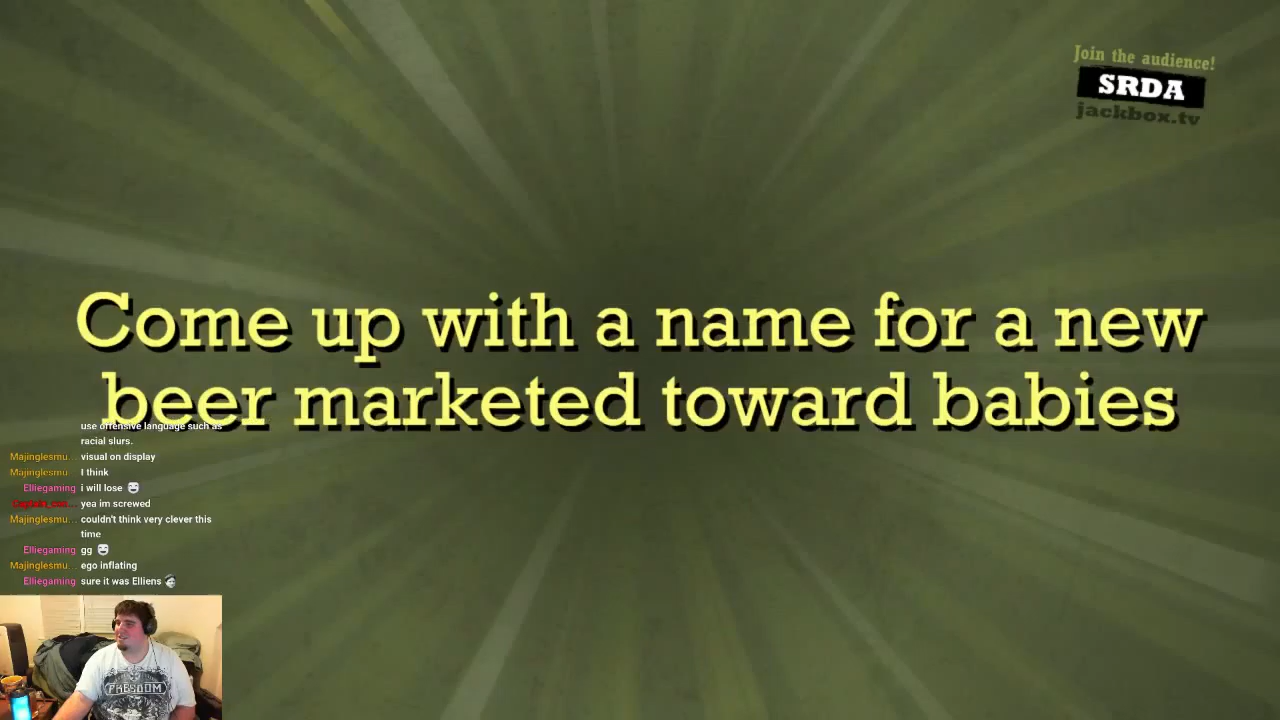 Join the audience!
SRDA
jackbox.tv
Come up with a name for a new
beer marketed toward babies
use offensive language such as
racial slurs.
Majinglesmu... visual on display
Majinglesmu... I think
Elliegaming i will lose
yea im screwed
Majinglesmu... couldn't think very clever this
time
Elliegaming gg
Majinglesmu... ego inflating
Elliegaming sure it was Elliens
FREEDOM